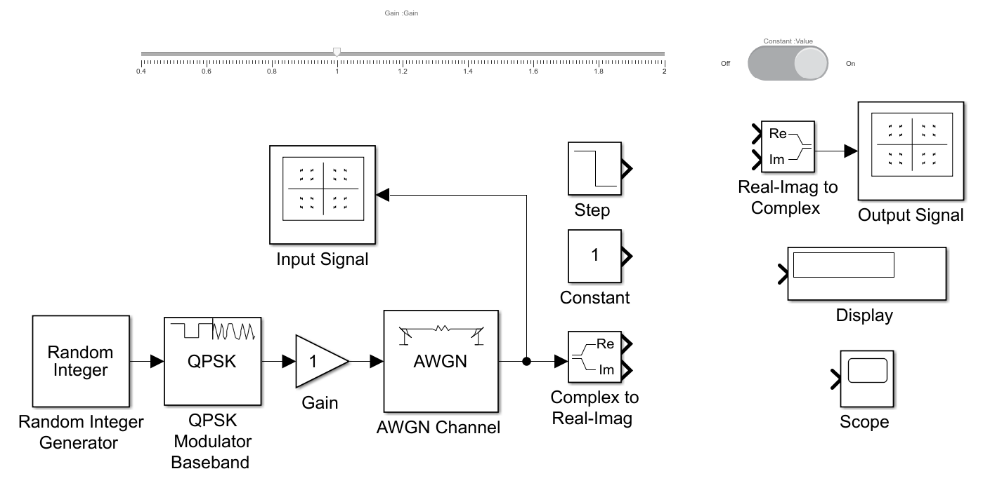 Gain :Gain
0.4 0.6 0.8 1 1.2 1.4 1.6 1.8 2
Constant :Value
Off On
Re
Im
Real-Imag to
Complex
Output Signal
Input Signal
Step
1
Constant
Display
Random
Integer
Random Integer
Generator
QPSK
QPSK
Modulator
Baseband
1
Gain
AWGN
AWGN Channel
Re
Im
Complex to
Real-Imag
Scope